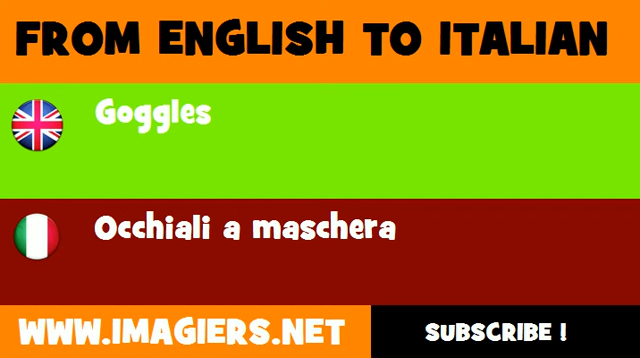 FROM ENGLISH TO ITALIAN
Goggles
Occhiali a maschera
WWW.IMAGIERS.NET
SUBSCRIBE !